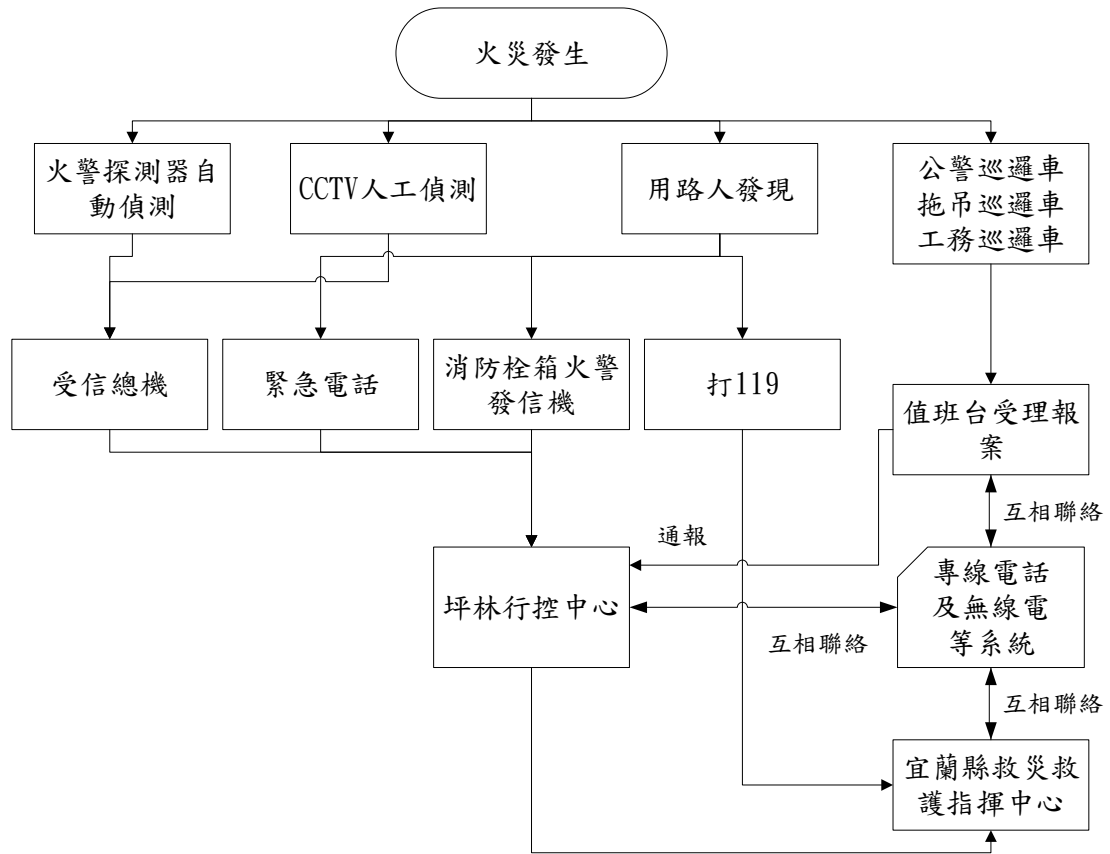 火災發生
火警探測器自
動偵測
CCTV人工偵測
用路人發現
公警巡邏車
拖吊巡邏車
工務巡邏車
受信總機
緊急電話
消防栓箱火警
發信機
打119
值班台受理報
案
互相聯絡
通報
坪林行控中心
專線電話
及無線電
等系統
互相聯絡
互相聯絡
宜蘭縣救災救
護指揮中心